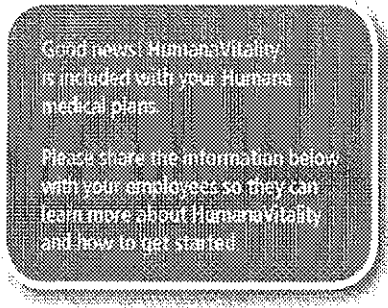 Good news! HumanaVitality
is included with your Humana
medical plans.
Please share the information below
with your employees so they can
learn more about HumanaVitality
and how to get started.